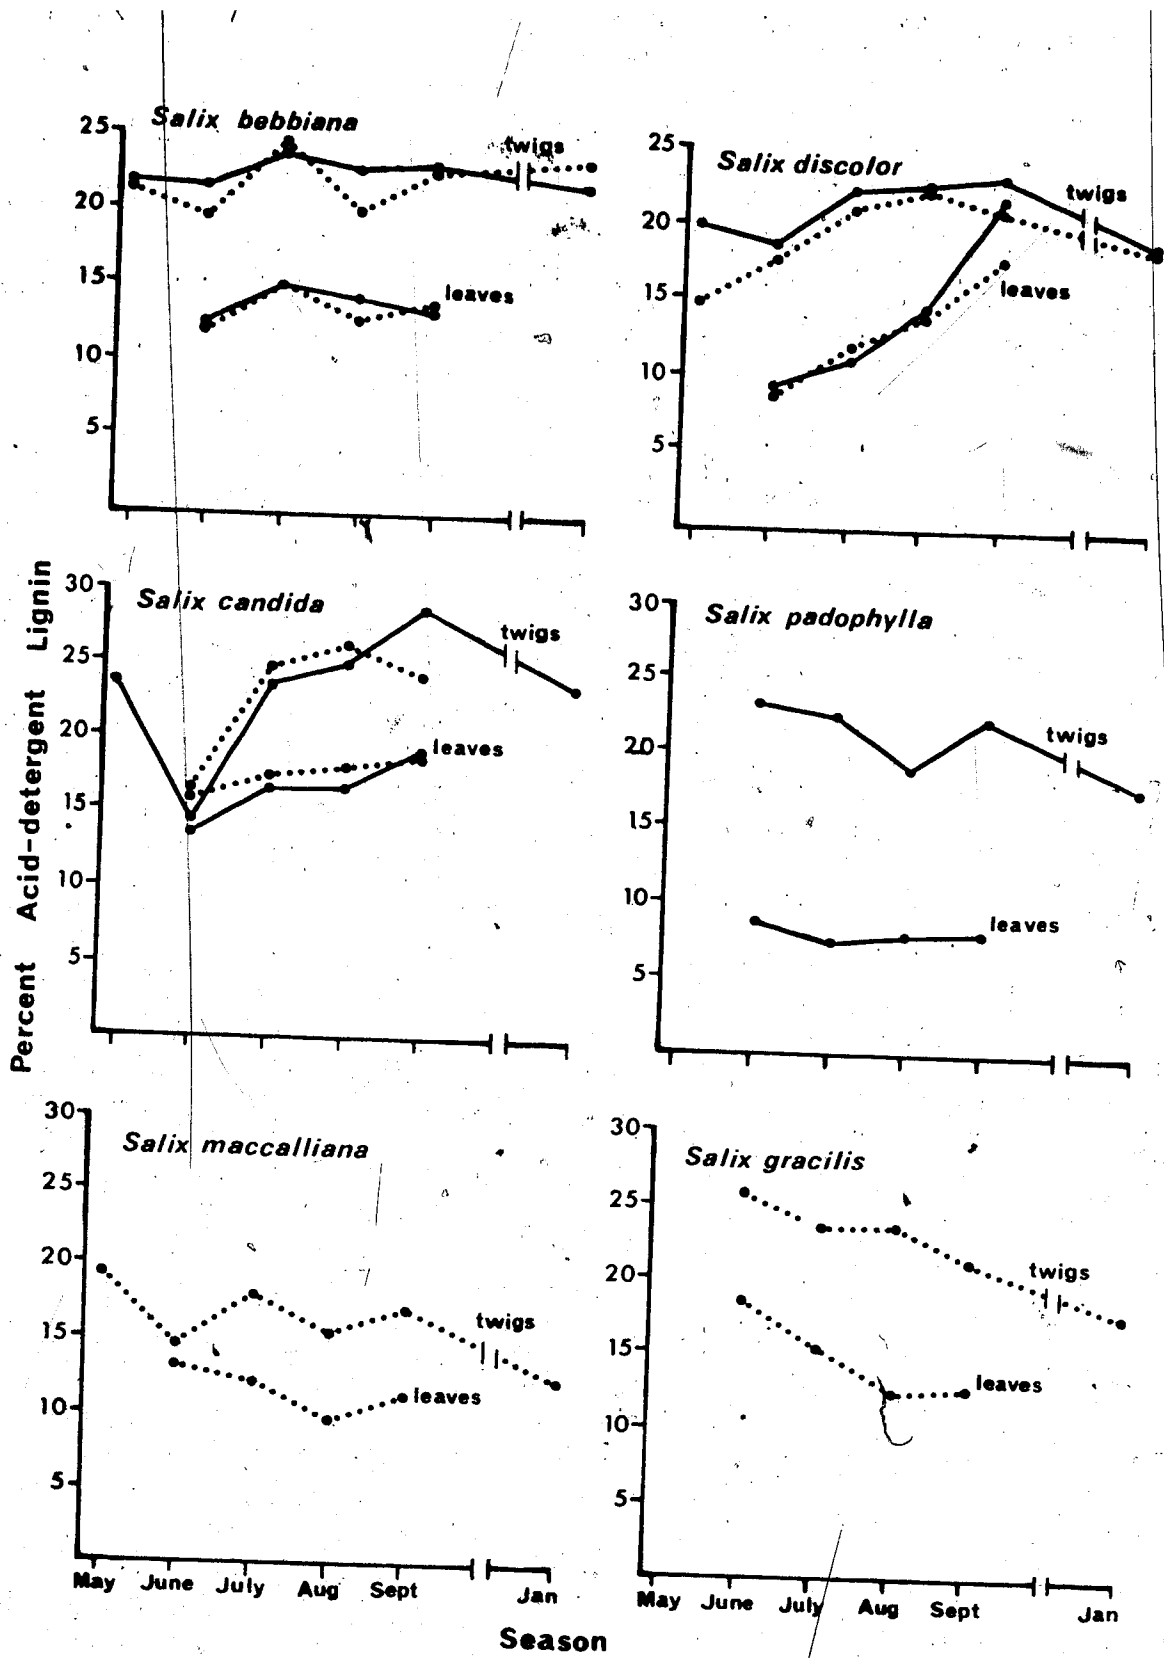 Salix bebbiana
25
20
15
10
5
twigs
leaves
Salix discolor
25
20
15
10
5
twigs
leaves
Percent Acid-detergent Lignin
Salix candida
30
25
20
15
10
5
twigs
leaves
Salix padophylla
30
25
20
15
10
5
twigs
leaves
Salix maccalliana
30
25
20
15
10
5
twigs
leaves
May June July Aug Sept Jan
Salix gracilis
30
25
20
15
10
5
twigs
leaves
May June July Aug Sept Jan
Season